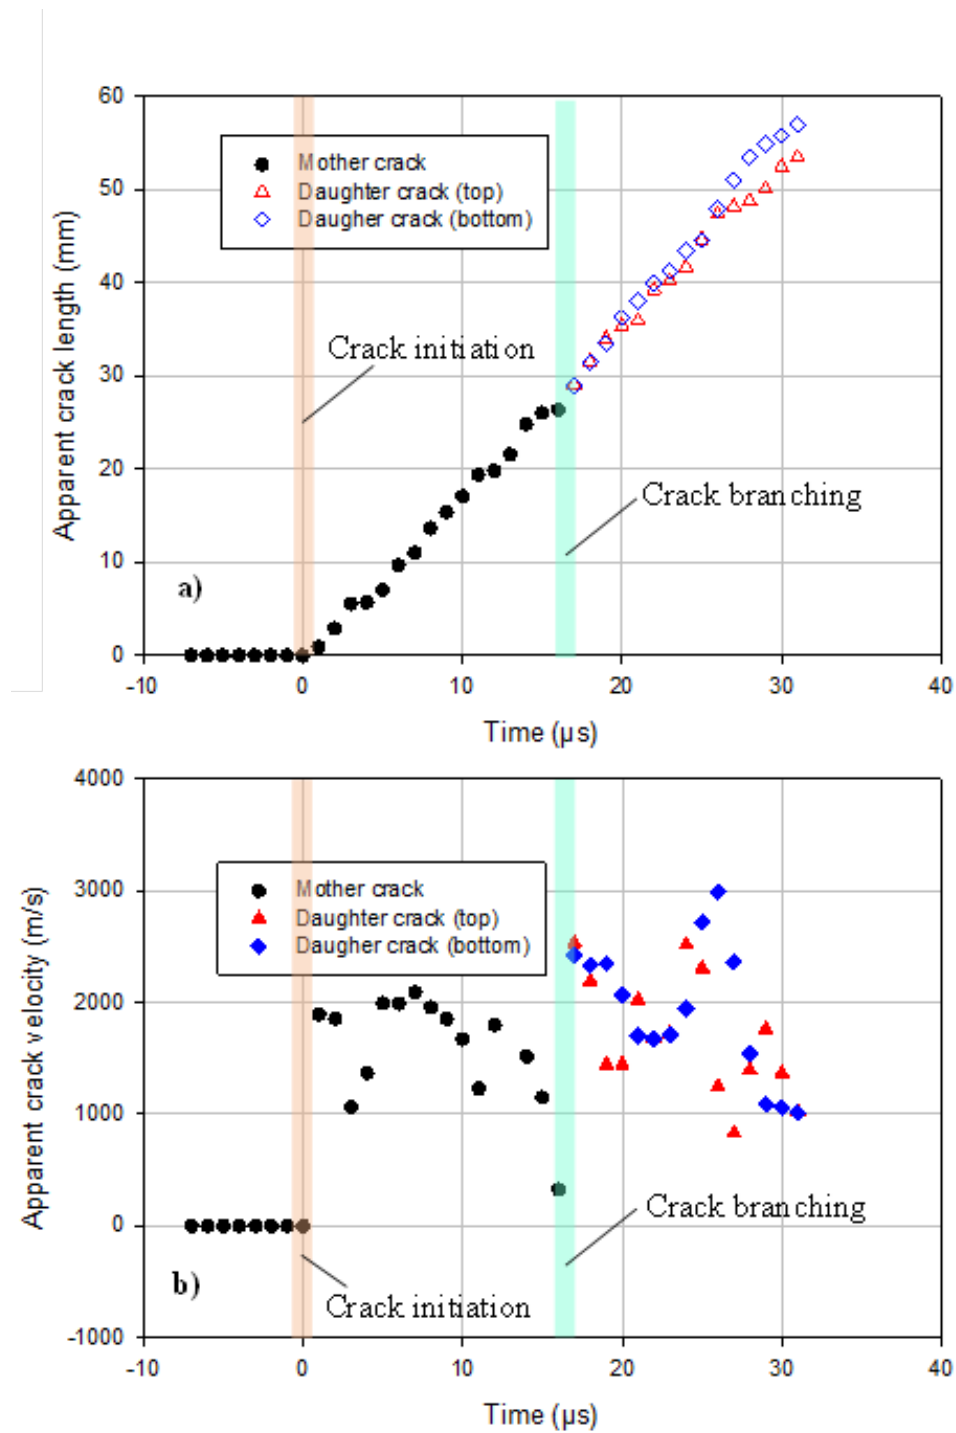 60
50
40
30
20
10
0
-10
0
10
20
30
40
Apparent crack length (mm)
Time (µs)
Mother crack
Daughter crack (top)
Daugher crack (bottom)
Crack initiation
Crack branching
a)
4000
3000
2000
1000
0
-1000
-10
0
10
20
30
40
Apparent crack velocity (m/s)
Time (µs)
Mother crack
Daughter crack (top)
Daugher crack (bottom)
Crack branching
Crack initiation
b)